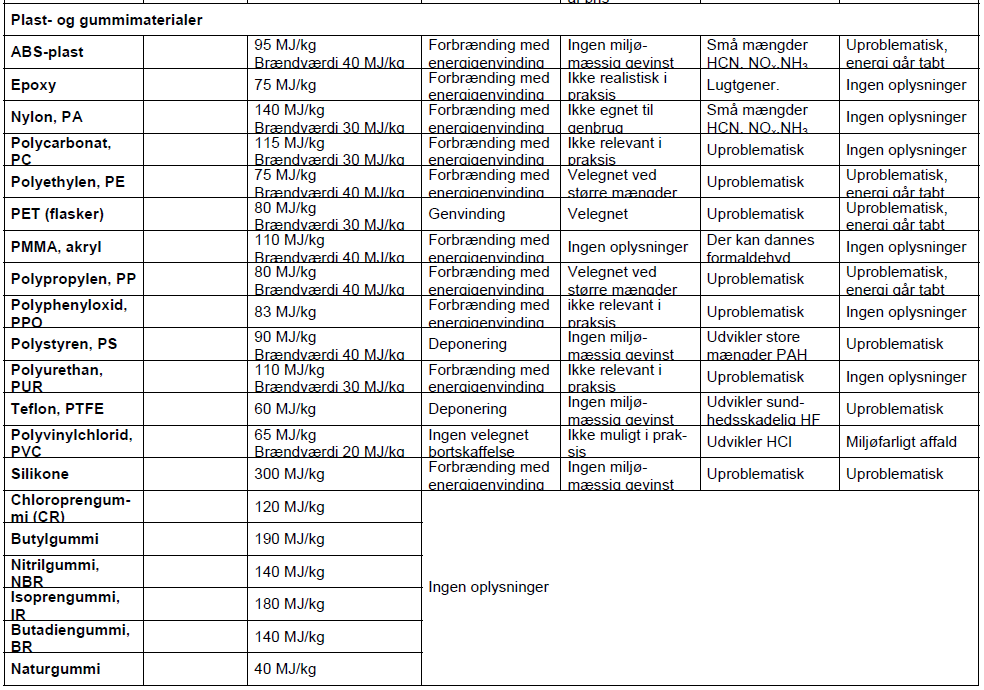 Plast- og gummimaterialer
ABS-plast
95 MJ/kg
Brændværdi 40 MJ/kg
Forbrænding med
energigenvinding
Ingen miljø-
mæssig gevinst
Små mængder
HCN, NOₓ,NH₃
Uproblematisk,
energi går tabt
Epoxy
75 MJ/kg
Forbrænding med
energigenvinding
Ikke realistisk i
praksis
Lugtgener.
Ingen oplysninger
Nylon, PA
140 MJ/kg
Brændværdi 30 MJ/kg
Forbrænding med
energigenvinding
Ikke egnet til
genbrug
Små mængder
HCN, NOₓ,NH₃
Ingen oplysninger
Polycarbonat,
PC
115 MJ/kg
Brændværdi 30 MJ/kg
Forbrænding med
energigenvinding
Ikke relevant i
praksis
Uproblematisk
Ingen oplysninger
Polyethylen, PE
75 MJ/kg
Brændværdi 40 MJ/kg
Forbrænding med
energigenvinding
Velegnet ved
større mængder
Uproblematisk
Uproblematisk,
energi går tabt
PET (flasker)
80 MJ/kg
Brændværdi 30 MJ/kg
Genvinding
Velegnet
Uproblematisk
Uproblematisk,
energi går tabt
PMMA, akryl
110 MJ/kg
Brændværdi 40 MJ/kg
Forbrænding med
energigenvinding
Ingen oplysninger
Der kan dannes
formaldehyd
Ingen oplysninger
Polypropylen, PP
80 MJ/kg
Brændværdi 40 MJ/kg
Forbrænding med
energigenvinding
Velegnet ved
større mængder
Uproblematisk
Uproblematisk,
energi går tabt
Polyphenyloxid,
PPO
83 MJ/kg
Forbrænding med
energigenvinding
ikke relevant i
praksis
Uproblematisk
Ingen oplysninger
Polystyren, PS
90 MJ/kg
Brændværdi 40 MJ/kg
Deponering
Ingen miljø-
mæssig gevinst
Udvikler store
mængder PAH
Uproblematisk
Polyurethan,
PUR
110 MJ/kg
Brændværdi 30 MJ/kg
Forbrænding med
energigenvinding
Ikke relevant i
praksis
Uproblematisk
Ingen oplysninger
Teflon, PTFE
60 MJ/kg
Deponering
Ingen miljø-
mæssig gevinst
Udvikler sund-
hedsskadelig HF
Uproblematisk
Polyvinylchlorid,
PVC
65 MJ/kg
Brændværdi 20 MJ/kg
Ingen velegnet
bortskaffelse
Ikke muligt i prak-
sis
Udvikler HCl
Miljøfarligt affald
Silikone
300 MJ/kg
Forbrænding med
energigenvinding
Ingen miljø-
mæssig gevinst
Uproblematisk
Uproblematisk
Chloroprengum-
mi (CR)
120 MJ/kg
Butylgummi
190 MJ/kg
Nitrilgummi,
NBR
140 MJ/kg
Isoprengummi,
IR
180 MJ/kg
Butadiengummi,
BR
140 MJ/kg
Naturgummi
40 MJ/kg
Ingen oplysninger